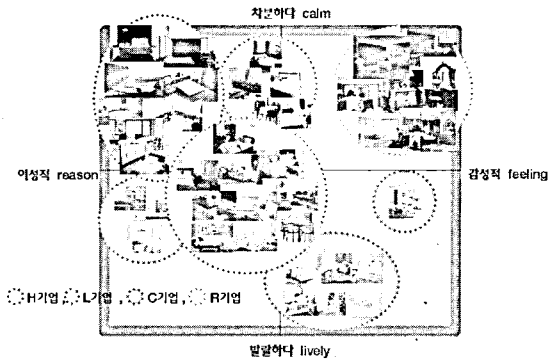 차분하다 calm
이성적 reason
감성적 feeling
H기업, L기업, C기업, R기업
발랄하다 lively